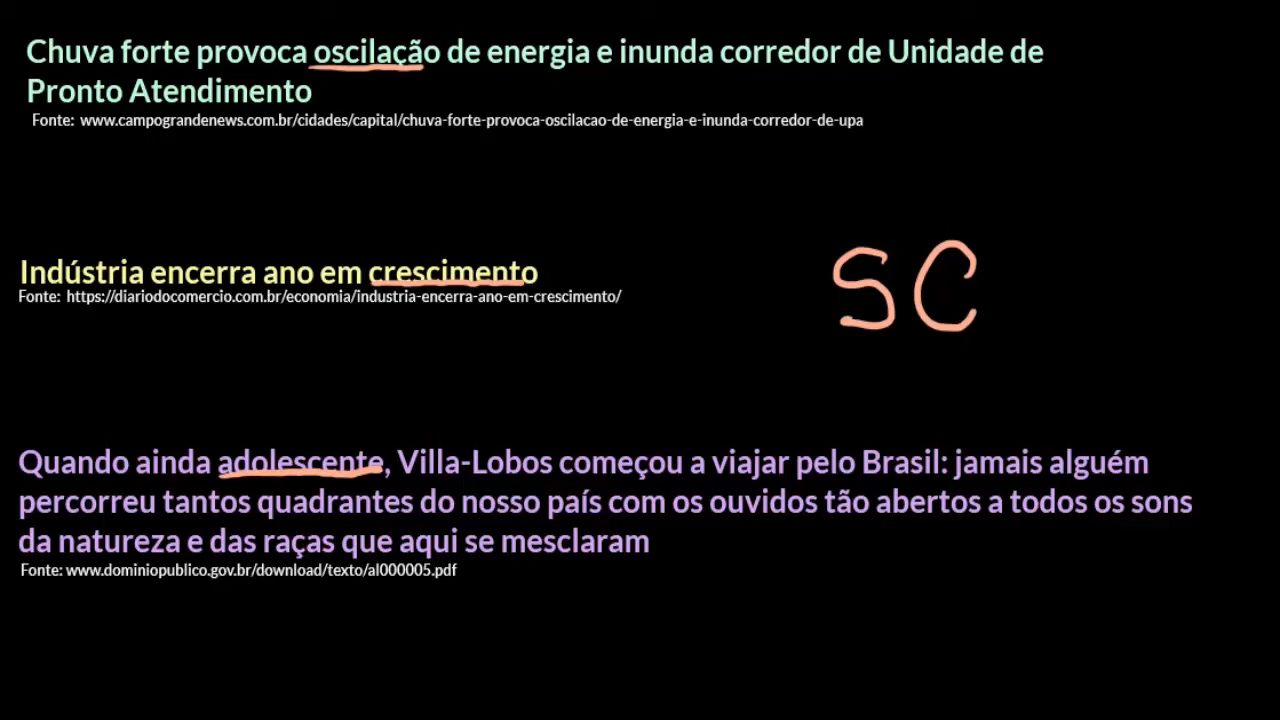 Chuva forte provoca oscilação de energia e inunda corredor de Unidade de
Pronto Atendimento
Fonte: www.campograndenews.com.br/cidades/capital/chuva-forte-provoca-oscilacao-de-energia-e-inunda-corredor-de-upa
Indústria encerra ano em crescimento
Fonte: https://diariodocomercio.com.br/economia/industria-encerra-ano-em-crescimento/
SC
Quando ainda adolescente, Villa-Lobos começou a viajar pelo Brasil: jamais alguém
percorreu tantos quadrantes do nosso país com os ouvidos tão abertos a todos os sons
da natureza e das raças que aqui se mesclaram
Fonte: www.dominiopublico.gov.br/download/texto/al000005.pdf